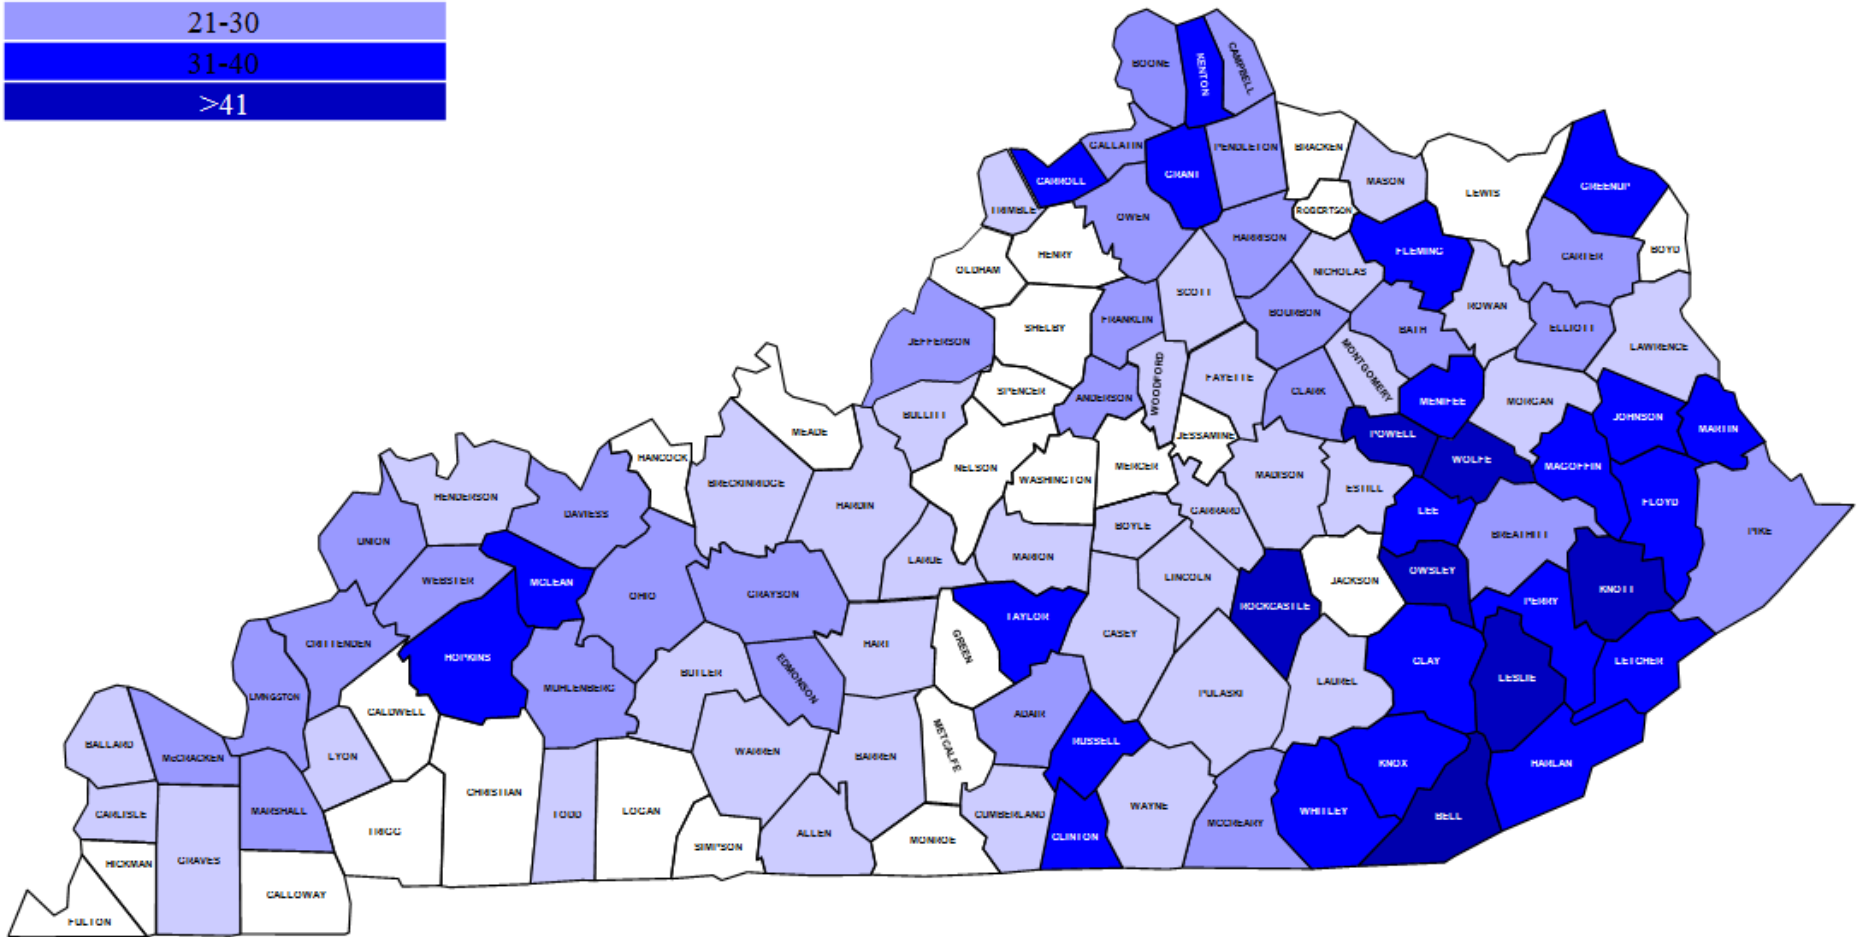 21-30
31-40
>41
BOONE
KENTON
CAMPBELL
GALLATIN
PENDLETON
BRACKEN
CARROLL
GRANT
MASON
LEWIS
GREENUP
TRIMBLE
OWEN
ROBERTSON
HARRISON
FLEMING
CARTER
BOYD
OLDHAM
HENRY
NICHOLAS
SCOTT
ROWAN
SHELBY
FRANKLIN
BOURBON
BATH
ELLIOTT
JEFFERSON
LAWRENCE
SPENCER
ANDERSON
WOODFORD
FAYETTE
CLARK
MONTGOMERY
MENIFEE
MORGAN
JOHNSON
MARTIN
BULLITT
MEADE
JESSAMINE
POWELL
HANCOCK
NELSON
WASHINGTON
MERCER
WOLFE
MAGOFFIN
HENDERSON
BRECKINRIDGE
HARDIN
MADISON
ESTILL
FLOYD
DAVIESS
GARRARD
LEE
UNION
BOYLE
BREATHITT
PIKE
LARUE
MARION
WEBSTER
MCLEAN
OHIO
GRAYSON
LINCOLN
JACKSON
OWSLEY
KNOTT
ROCKCASTLE
PERRY
TAYLOR
CASEY
CRITTENDEN
HOPKINS
GREEN
HART
CLAY
LETCHER
MUHLENBERG
BUTLER
EDMONSON
PULASKI
LAUREL
LESLIE
LIVINGSTON
CALDWELL
ADAIR
BALLARD
McCRACKEN
LYON
WARREN
BARREN
METCALFE
RUSSELL
KNOX
HARLAN
CHRISTIAN
CARLISLE
MARSHALL
TODD
LOGAN
CUMBERLAND
WAYNE
WHITLEY
BELL
TRIGG
SIMPSON
ALLEN
MONROE
CLINTON
MCCREARY
HICKMAN
GRAVES
CALLOWAY
FULTON